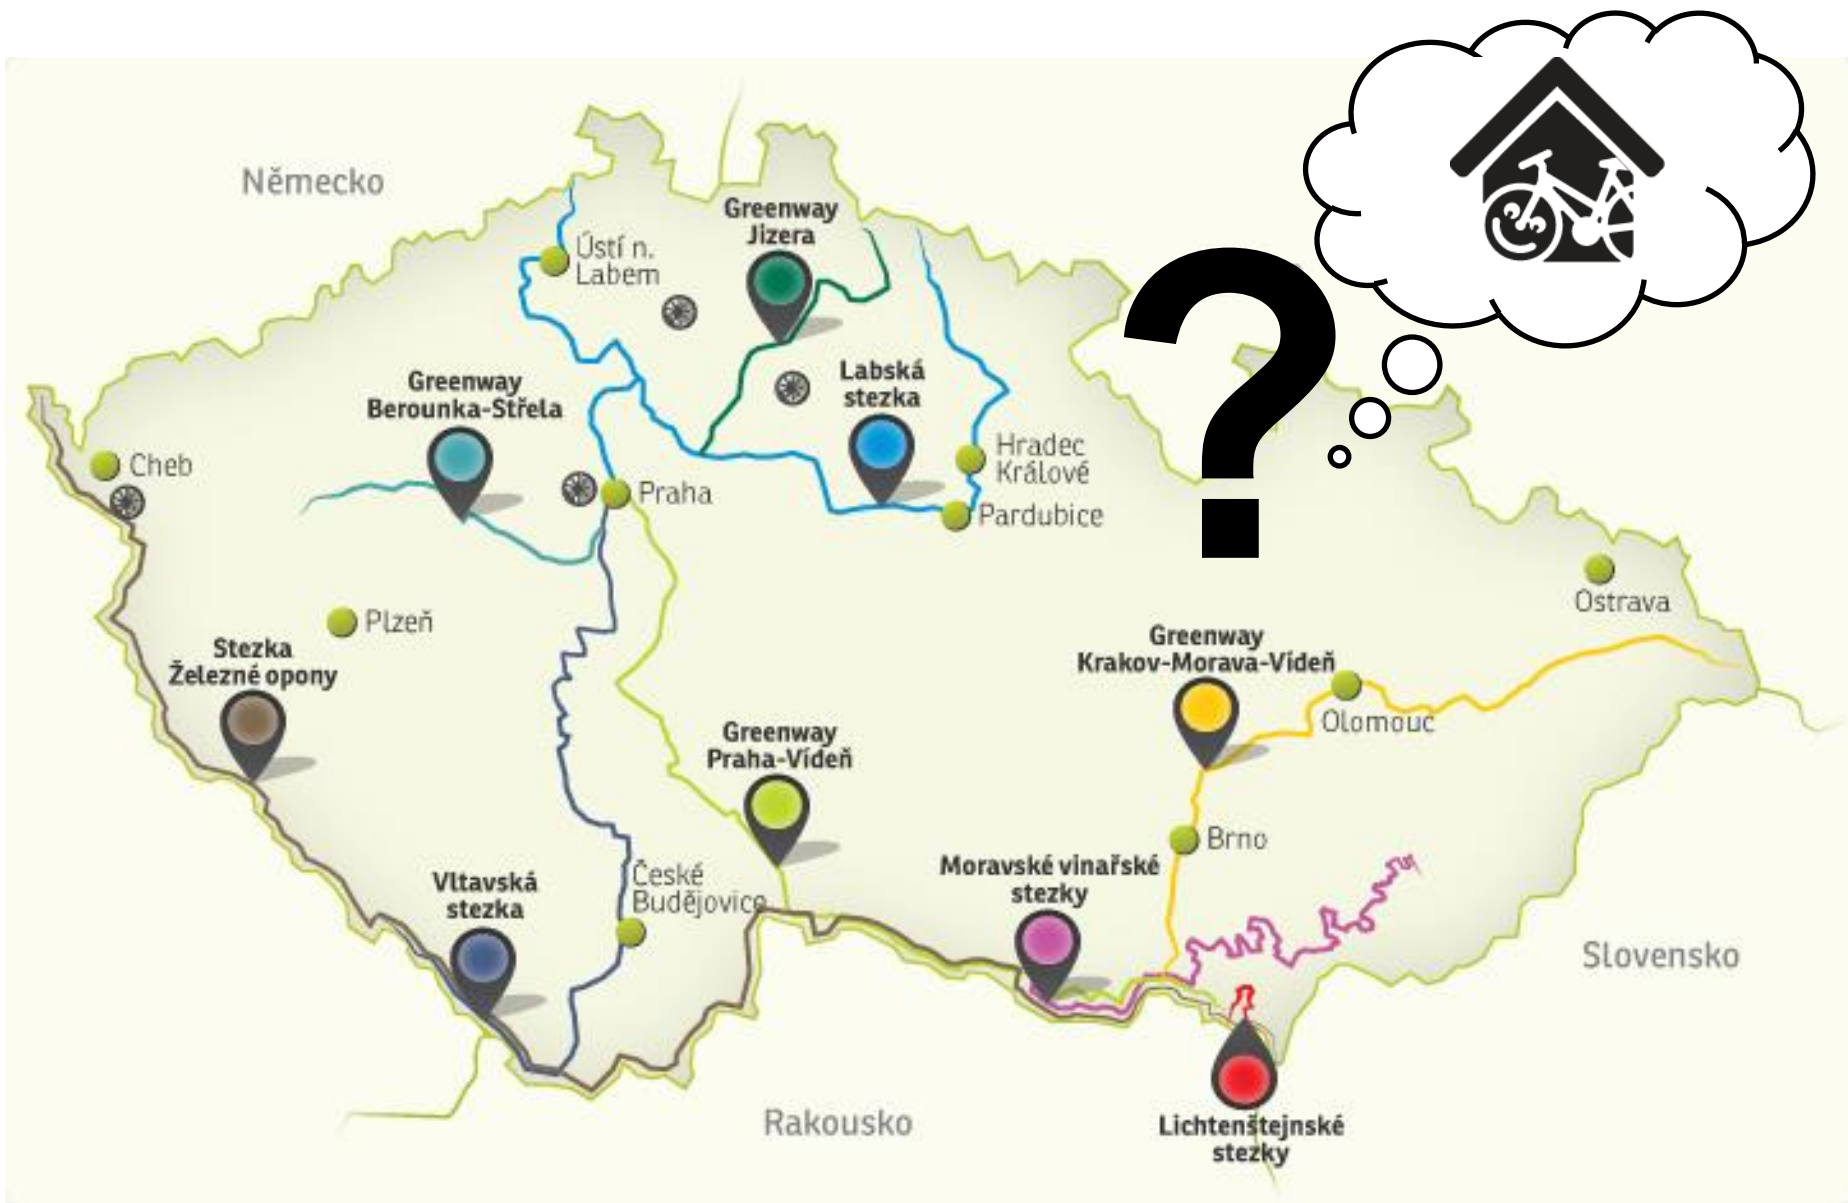 Německo
Greenway
Jizera
Ústí n.
Labem
Greenway
Berounka-Střela
Labská
stezka
?
Cheb
Hradec
Králové
Praha
Pardubice
Plzeň
Ostrava
Stezka
Železné opony
Greenway
Krakov-Morava-Vídeň
Olomouc
Greenway
Praha-Vídeň
Brno
Moravské vinařské
stezky
Vltavská
stezka
České
Budějovice
Slovensko
Rakousko
Lichtenštejnské
stezky